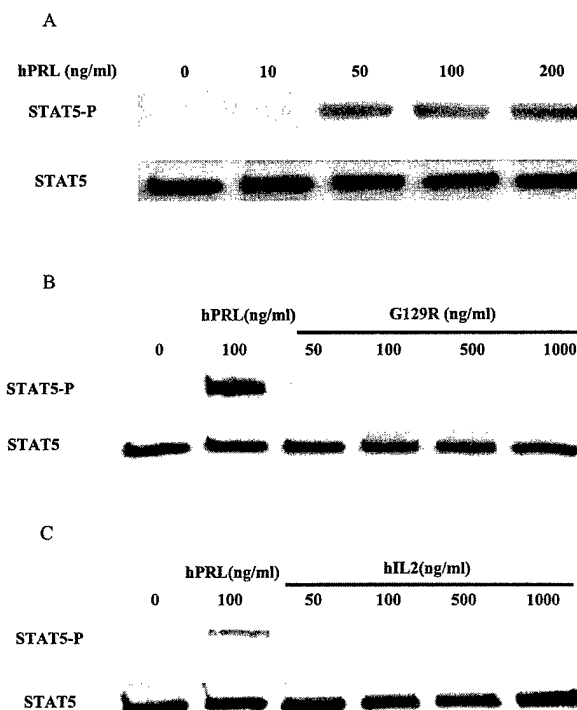 A
hPRL (ng/ml) 0 10 50 100 200
STAT5-P
STAT5
B
hPRL(ng/ml) G129R (ng/ml)
0 100 50 100 500 1000
STAT5-P
STAT5
C
hPRL(ng/ml) hIL2(ng/ml)
0 100 50 100 500 1000
STAT5-P
STAT5